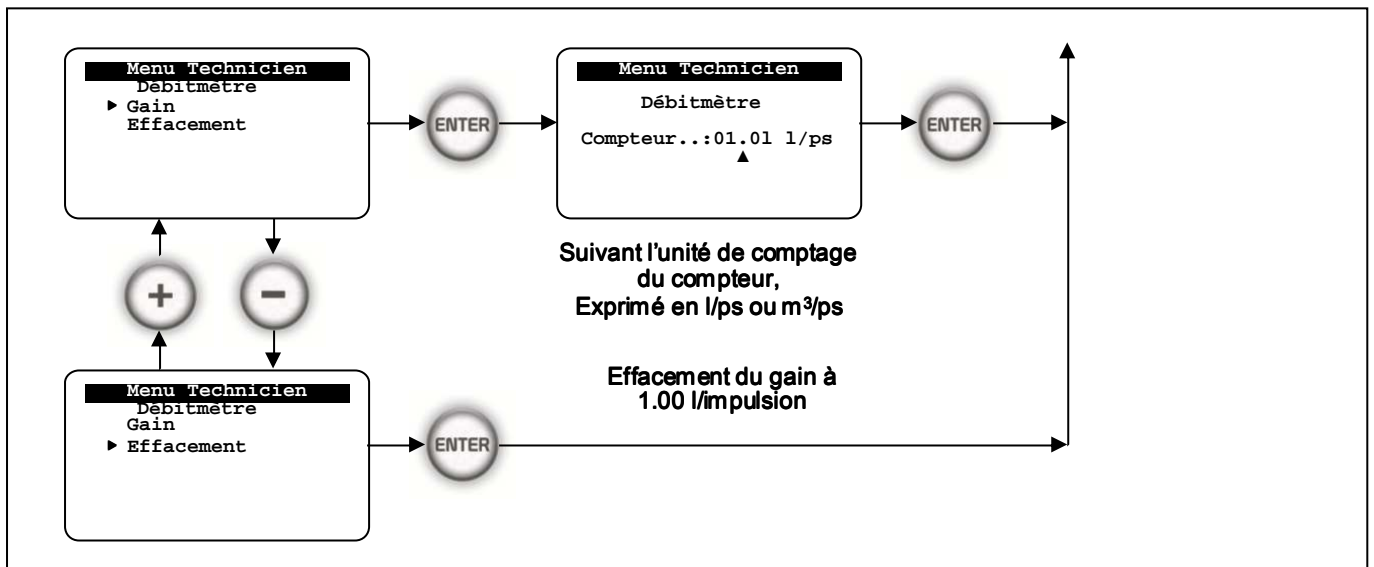 Menu Technicien
Débitmètre
▶ Gain
Effacement
ENTER
Menu Technicien
Débitmètre
Compteur..:01.0l l/ps
▲
ENTER
+
−
Suivant l'unité de comptage
du compteur,
Exprimé en l/ps ou m³/ps
Menu Technicien
Débitmètre
Gain
▶ Effacement
ENTER
Effacement du gain à
1.00 l/impulsion